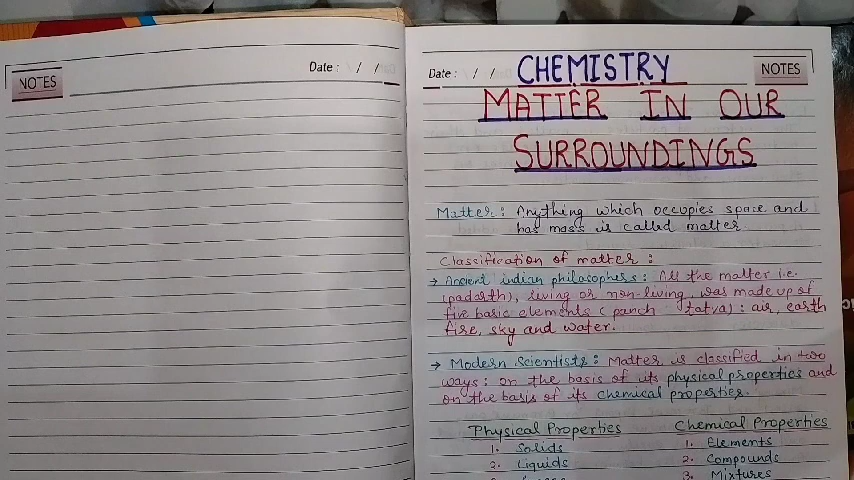 NOTES
Date : / /
Date : / /
CHEMISTRY
NOTES
MATTER IN OUR
SURROUNDINGS
Matter : Anything which occupies space and
has mass is called matter
Classification of matter :
→ Ancient indian philosophers : All the matter i.e.
(padarth), living or non-living, was made up of
five basic elements ( panch tatva) : air, earth
fire, sky and water.
→ Modern Scientists : Matter is classified in two
ways : on the basis of its physical properties and
on the basis of its chemical properties.
Physical Properties
1. Solids
2. Liquids
Chemical Properties
1. Elements
2. Compounds
3. Mixtures